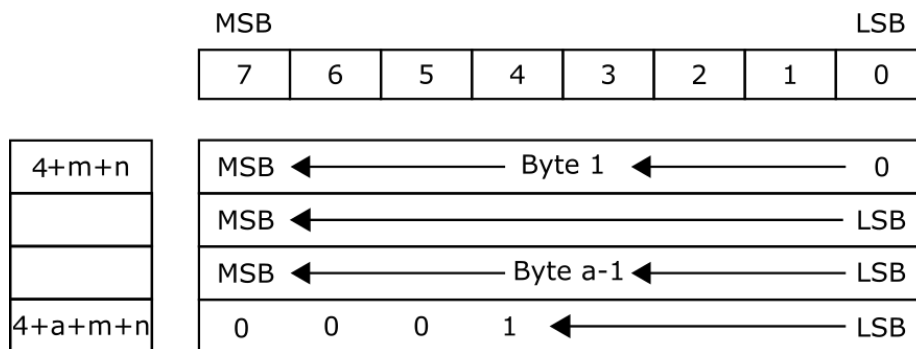 MSB LSB
7 6 5 4 3 2 1 0
4+m+n MSB Byte 1 0
MSB LSB
MSB Byte a-1 LSB
4+a+m+n 0 0 0 1 LSB